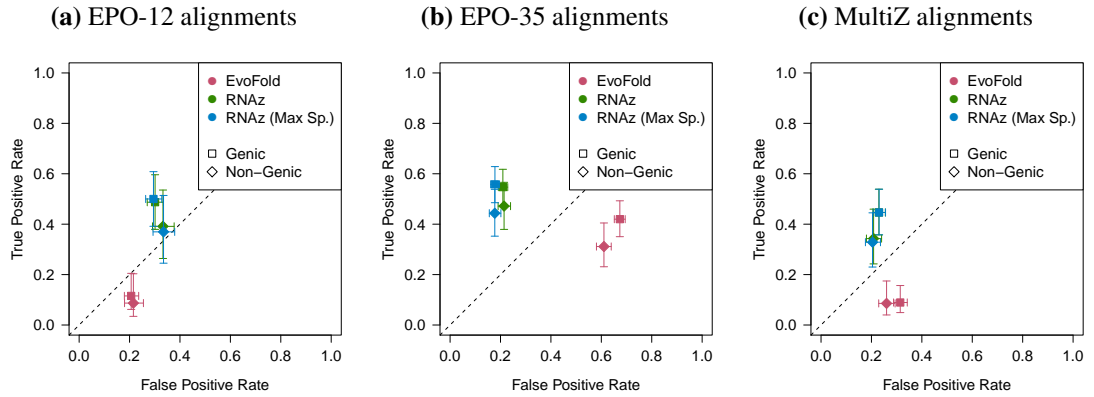 (a) EPO-12 alignments
1.0
0.8
0.6
0.4
0.2
0.0
True Positive Rate
EvoFold
RNAz
RNAz (Max Sp.)
Genic
Non−Genic
0.0 0.2 0.4 0.6 0.8 1.0
False Positive Rate
(b) EPO-35 alignments
1.0
0.8
0.6
0.4
0.2
0.0
True Positive Rate
EvoFold
RNAz
RNAz (Max Sp.)
Genic
Non−Genic
0.0 0.2 0.4 0.6 0.8 1.0
False Positive Rate
(c) MultiZ alignments
1.0
0.8
0.6
0.4
0.2
0.0
True Positive Rate
EvoFold
RNAz
RNAz (Max Sp.)
Genic
Non−Genic
0.0 0.2 0.4 0.6 0.8 1.0
False Positive Rate